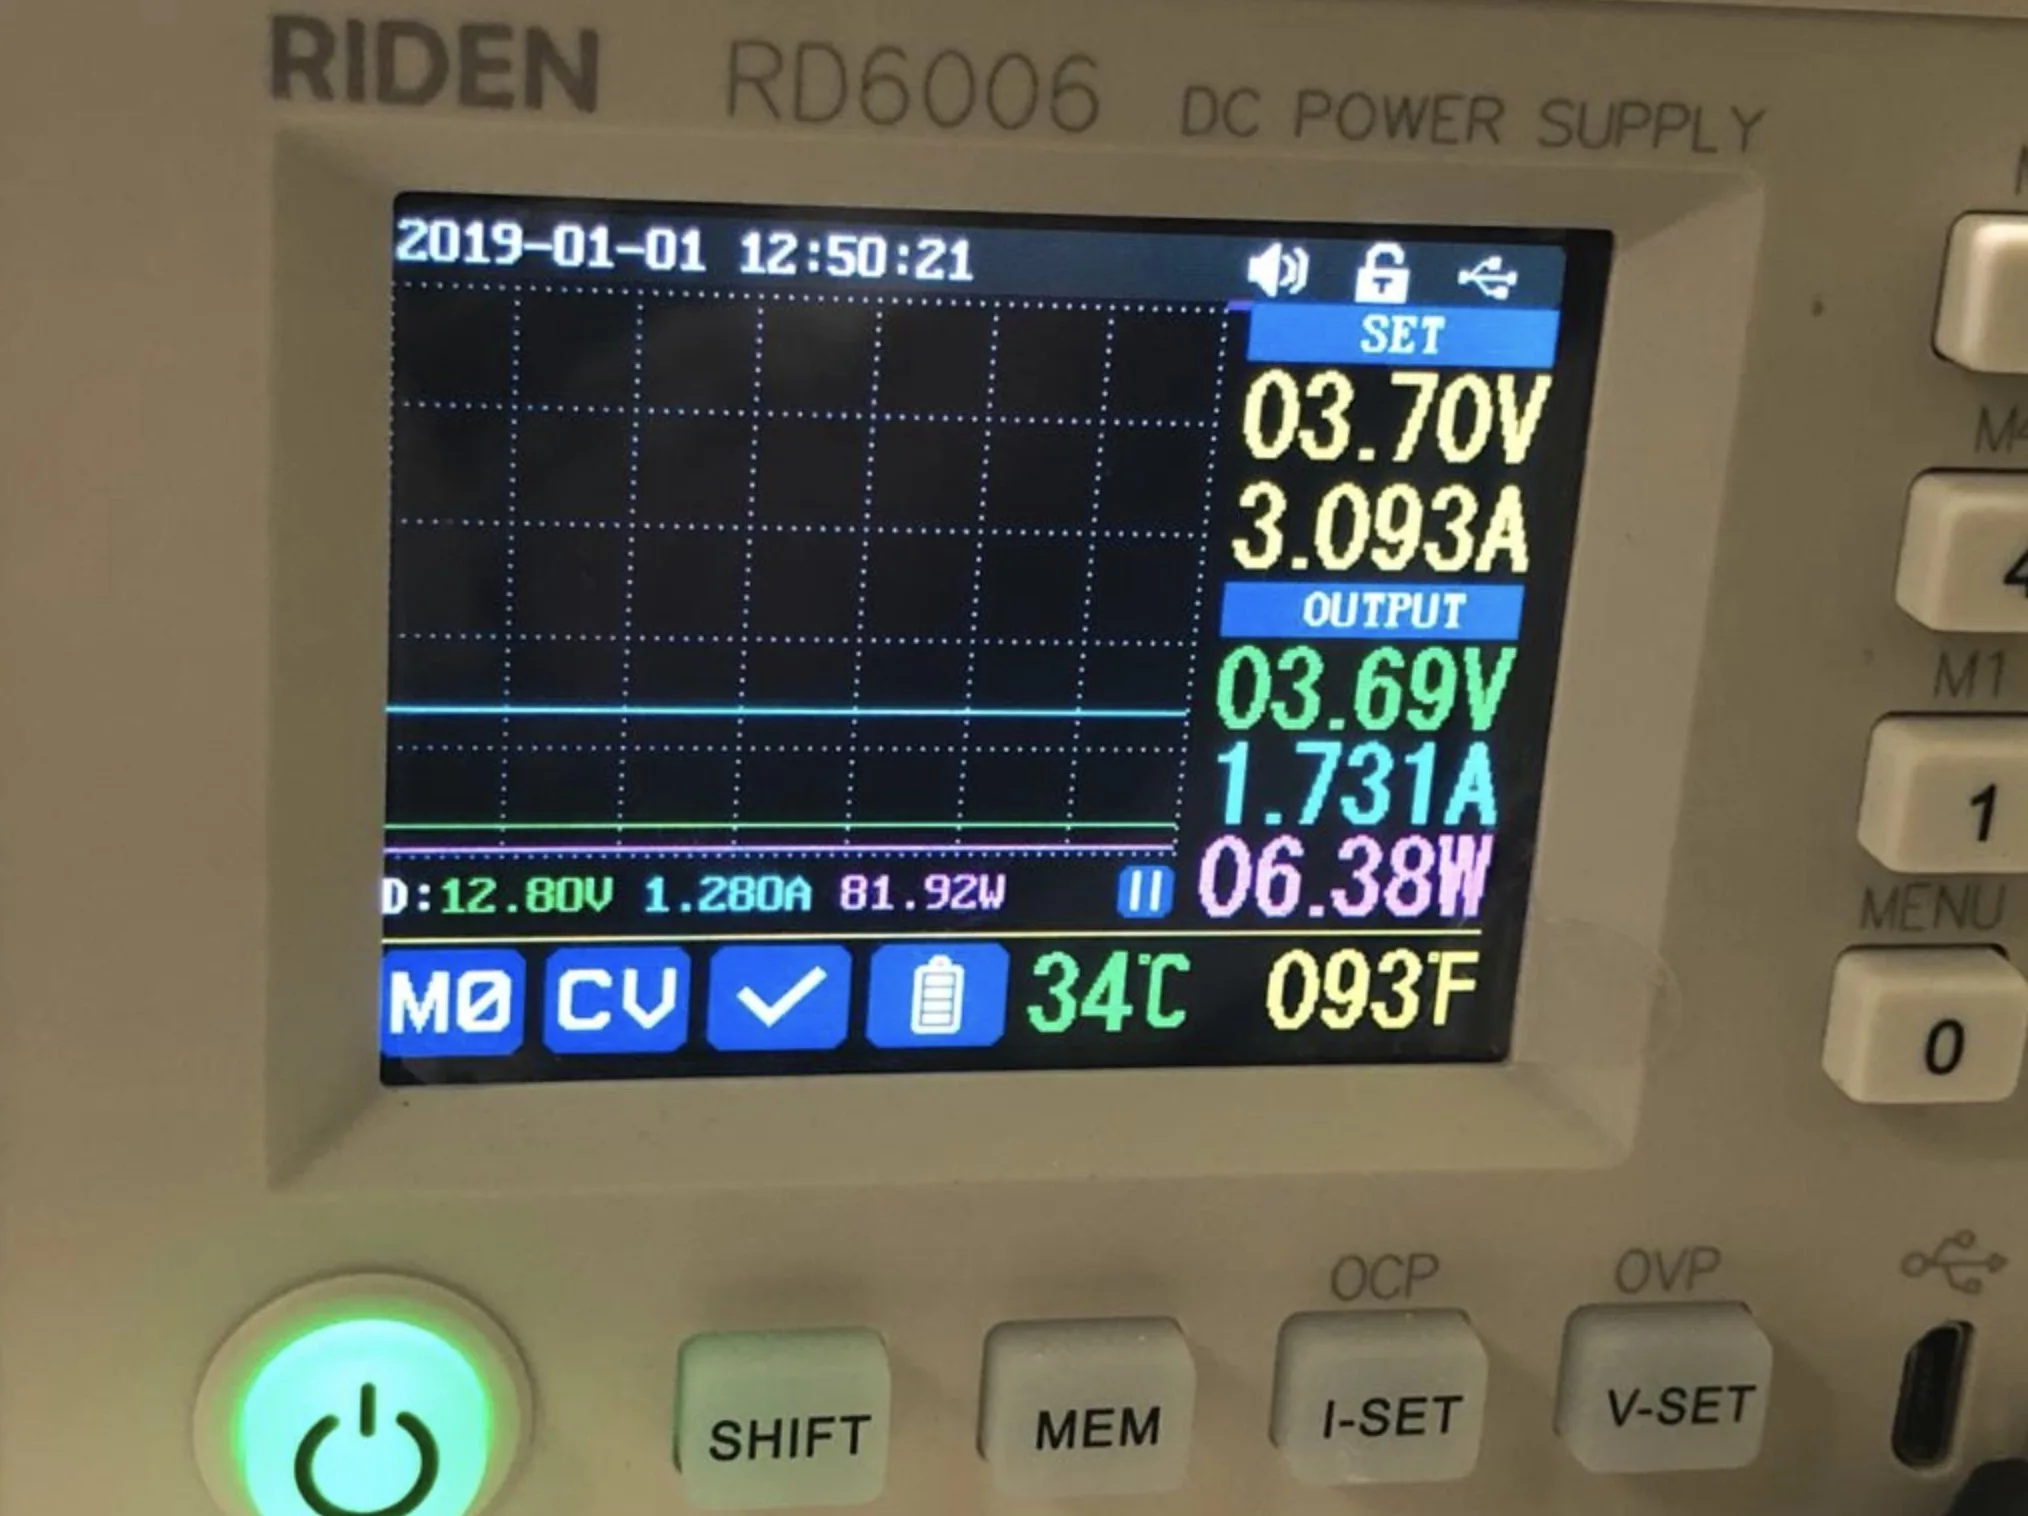 RIDEN RD6006 DC POWER SUPPLY
2019-01-01 12:50:21
SET
03.70V
3.093A
OUTPUT
03.69V
1.731A
06.38W
D:12.80V 1.280A 81.92W
M0 CV 34℃ 093℉
M1
1
MENU
0
OCP OVP
SHIFT MEM I-SET V-SET